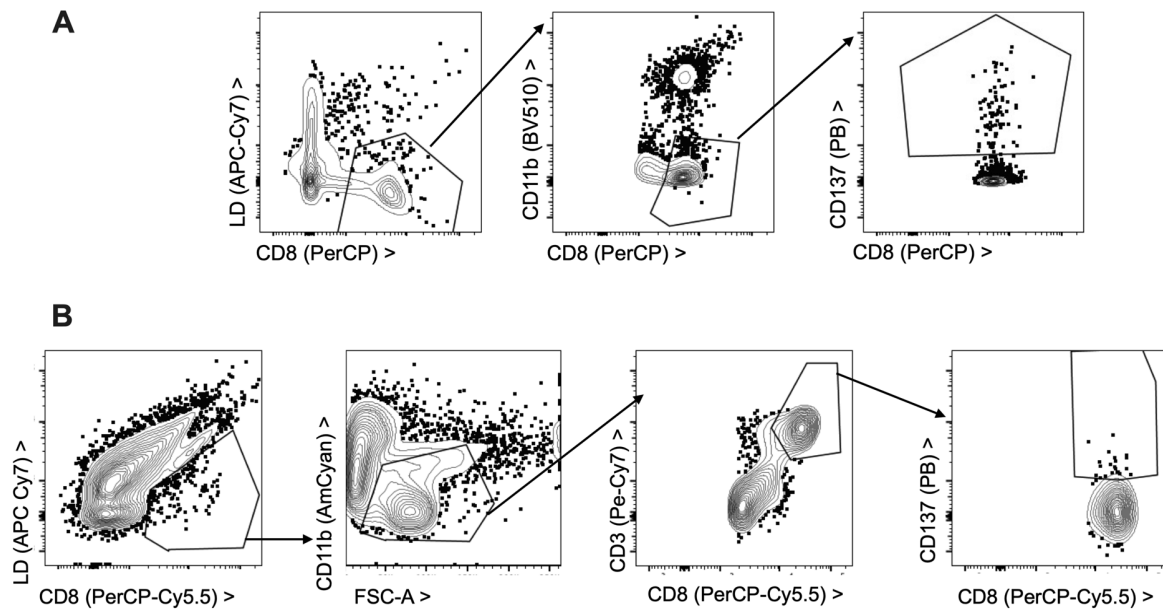 A
LD (APC-Cy7) >
CD8 (PerCP) >
CD11b (BV510) >
CD8 (PerCP) >
CD137 (PB) >
CD8 (PerCP) >
B
LD (APC Cy7) >
CD8 (PerCP-Cy5.5) >
CD11b (AmCyan) >
FSC-A >
CD3 (Pe-Cy7) >
CD8 (PerCP-Cy5.5) >
CD137 (PB) >
CD8 (PerCP-Cy5.5) >